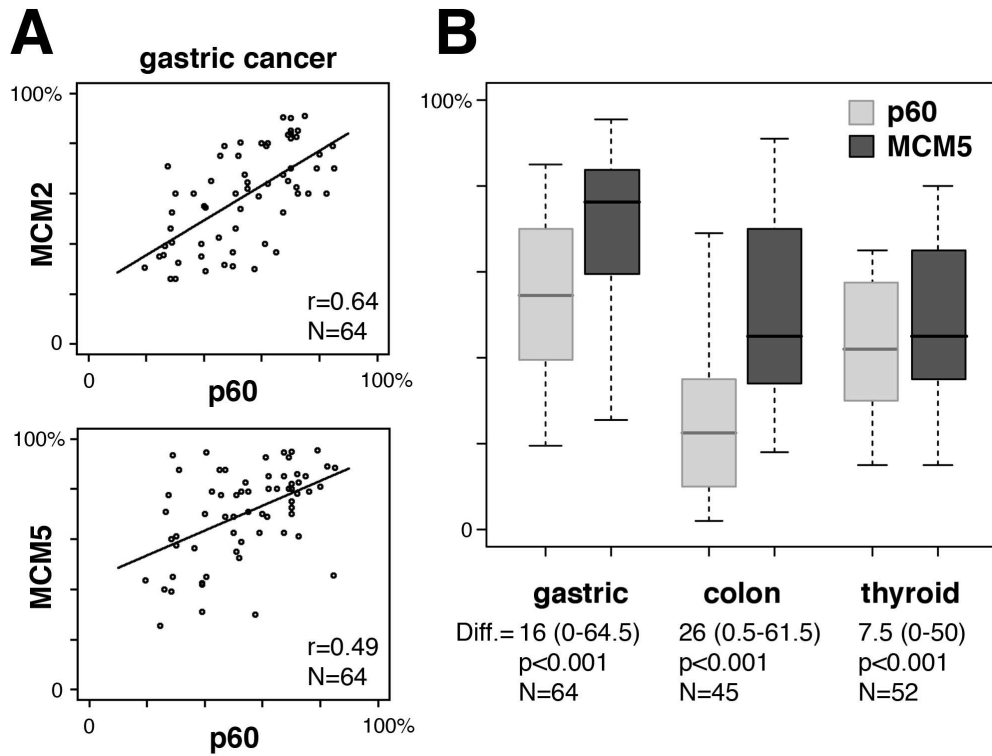 A
gastric cancer
100%
MCM2
0
r=0.64
N=64
0
100%
p60
100%
MCM5
0
r=0.49
N=64
0
100%
p60
B
100%
p60
MCM5
0
gastric colon thyroid
Diff.= 16 (0-64.5) 26 (0.5-61.5) 7.5 (0-50)
p<0.001 p<0.001 p<0.001
N=64 N=45 N=52